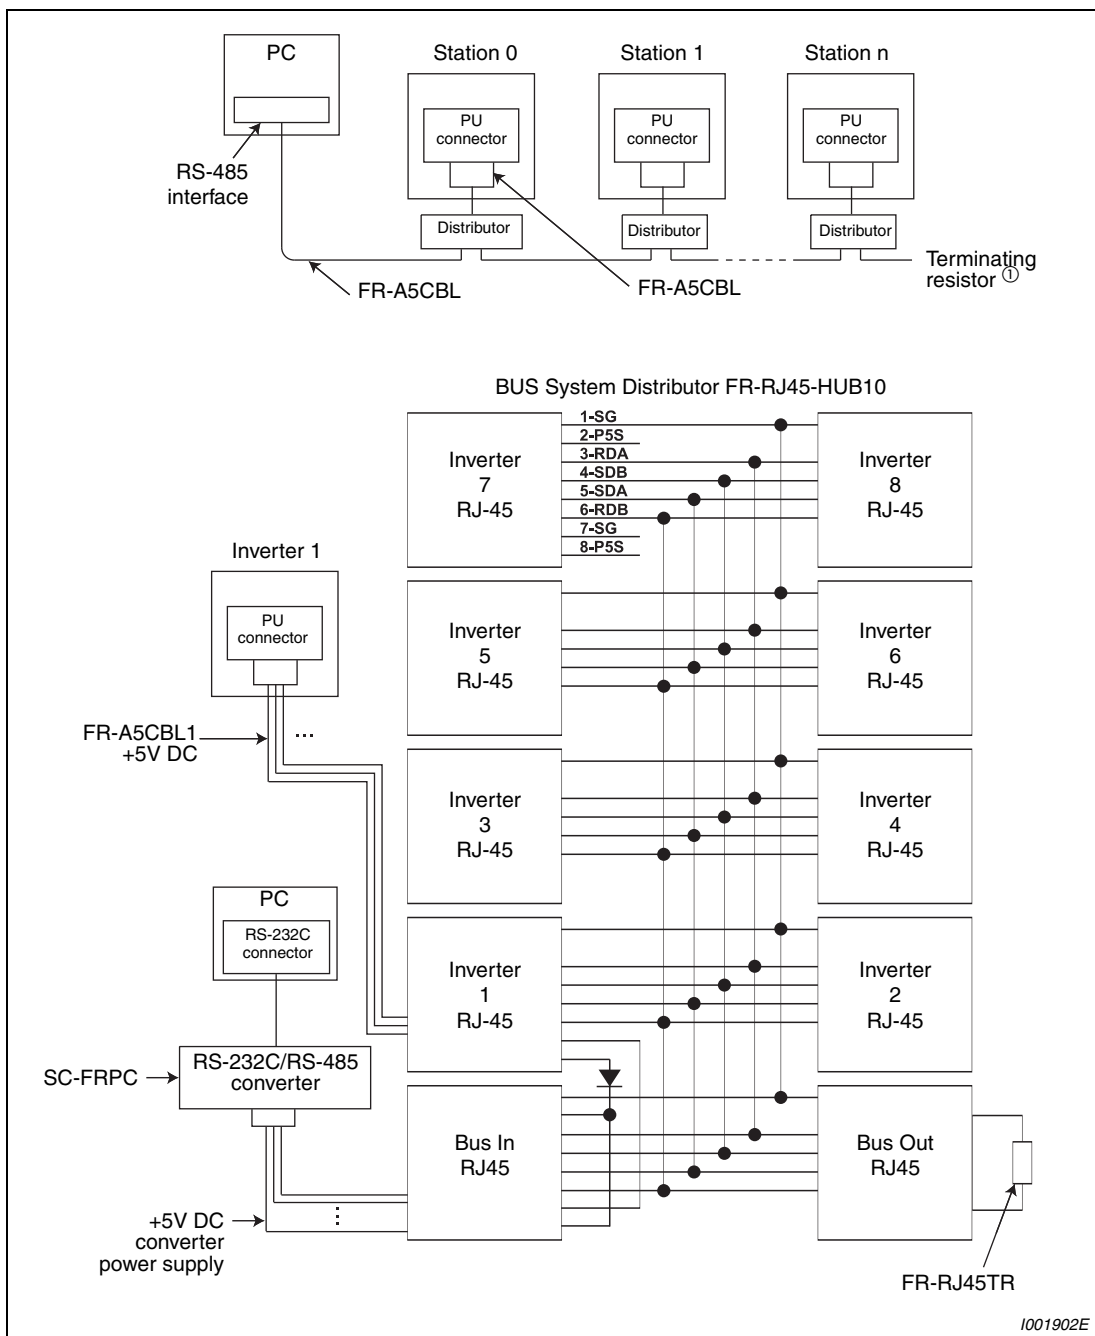 PC
Station 0
Station 1
Station n
PU
connector
PU
connector
PU
connector
RS-485
interface
Distributor
Distributor
Distributor
Terminating
resistor ①
FR-A5CBL
FR-A5CBL
BUS System Distributor FR-RJ45-HUB10
Inverter
7
RJ-45
1-SG
2-P5S
3-RDA
4-SDB
5-SDA
6-RDB
7-SG
8-P5S
Inverter
8
RJ-45
Inverter 1
PU
connector
Inverter
5
RJ-45
Inverter
6
RJ-45
FR-A5CBL1
+5V DC
...
Inverter
3
RJ-45
Inverter
4
RJ-45
PC
RS-232C
connector
Inverter
1
RJ-45
Inverter
2
RJ-45
SC-FRPC
RS-232C/RS-485
converter
Bus In
RJ45
Bus Out
RJ45
+5V DC
converter
power supply
FR-RJ45TR
I001902E